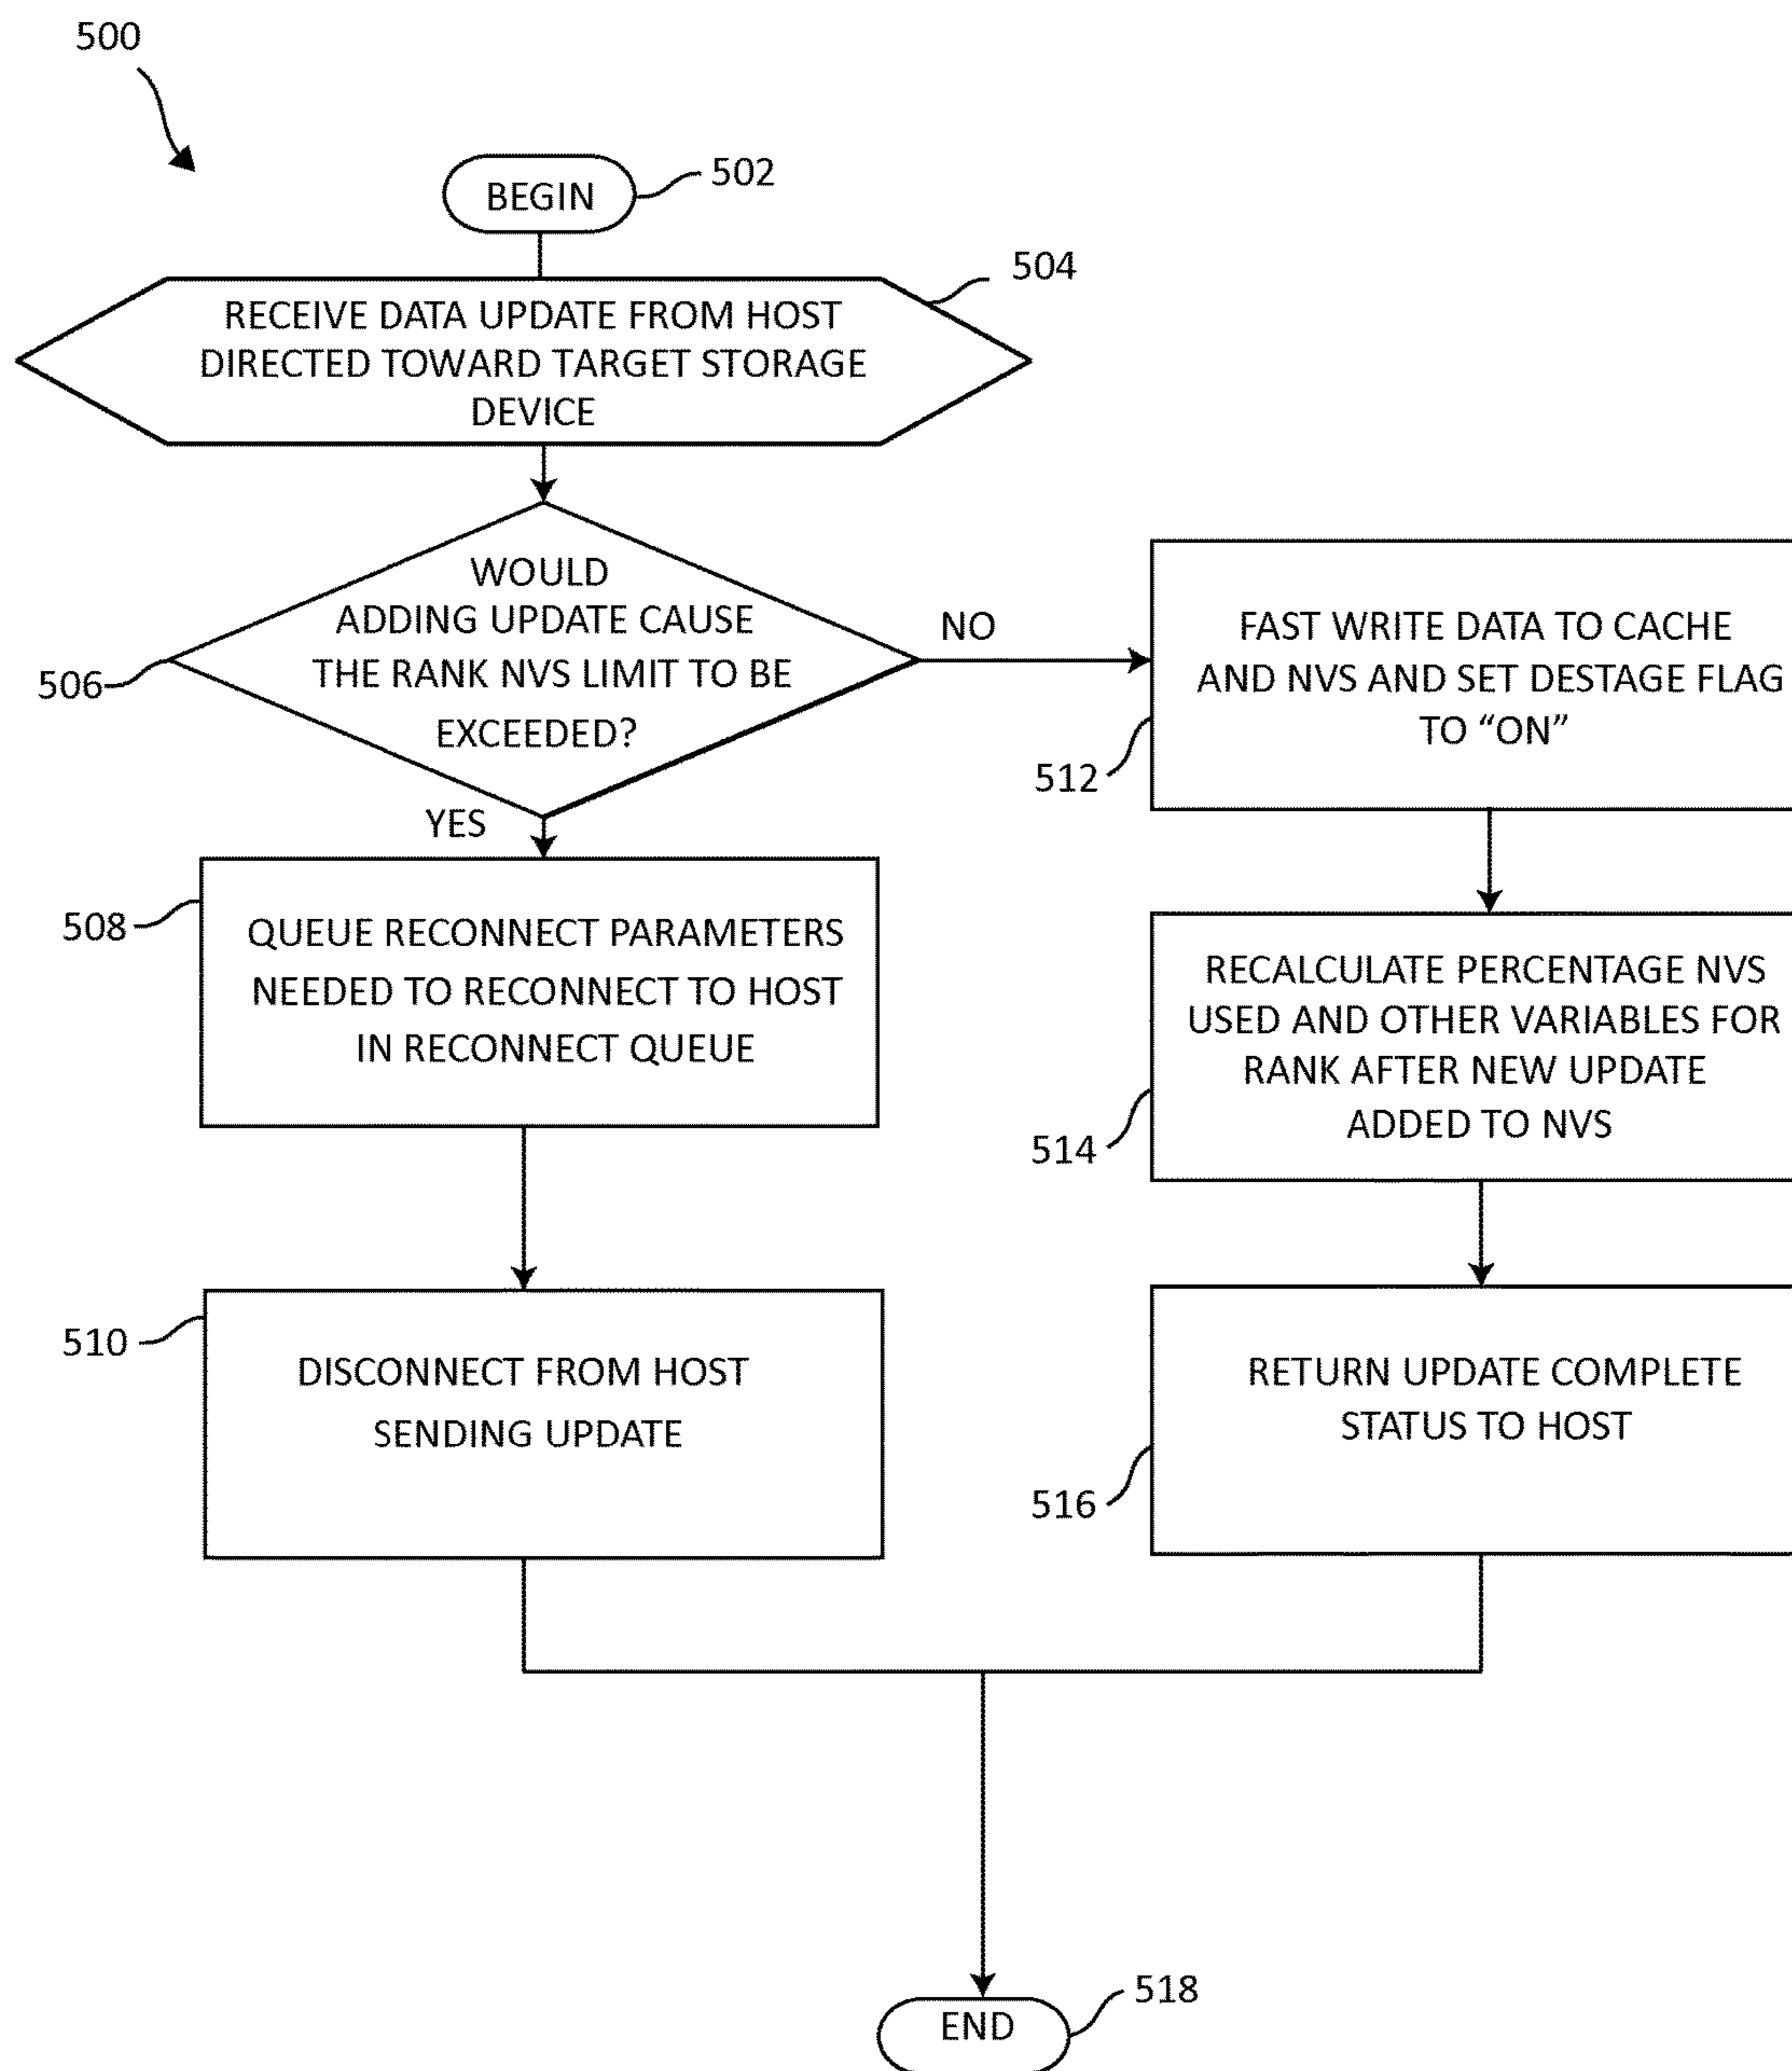 500
BEGIN
502
504
RECEIVE DATA UPDATE FROM HOST
DIRECTED TOWARD TARGET STORAGE
DEVICE
506
WOULD
ADDING UPDATE CAUSE
THE RANK NVS LIMIT TO BE
EXCEEDED?
NO
YES
508
QUEUE RECONNECT PARAMETERS
NEEDED TO RECONNECT TO HOST
IN RECONNECT QUEUE
510
DISCONNECT FROM HOST
SENDING UPDATE
FAST WRITE DATA TO CACHE
AND NVS AND SET DESTAGE FLAG
TO “ON”
512
RECALCULATE PERCENTAGE NVS
USED AND OTHER VARIABLES FOR
RANK AFTER NEW UPDATE
ADDED TO NVS
514
RETURN UPDATE COMPLETE
STATUS TO HOST
516
END
518